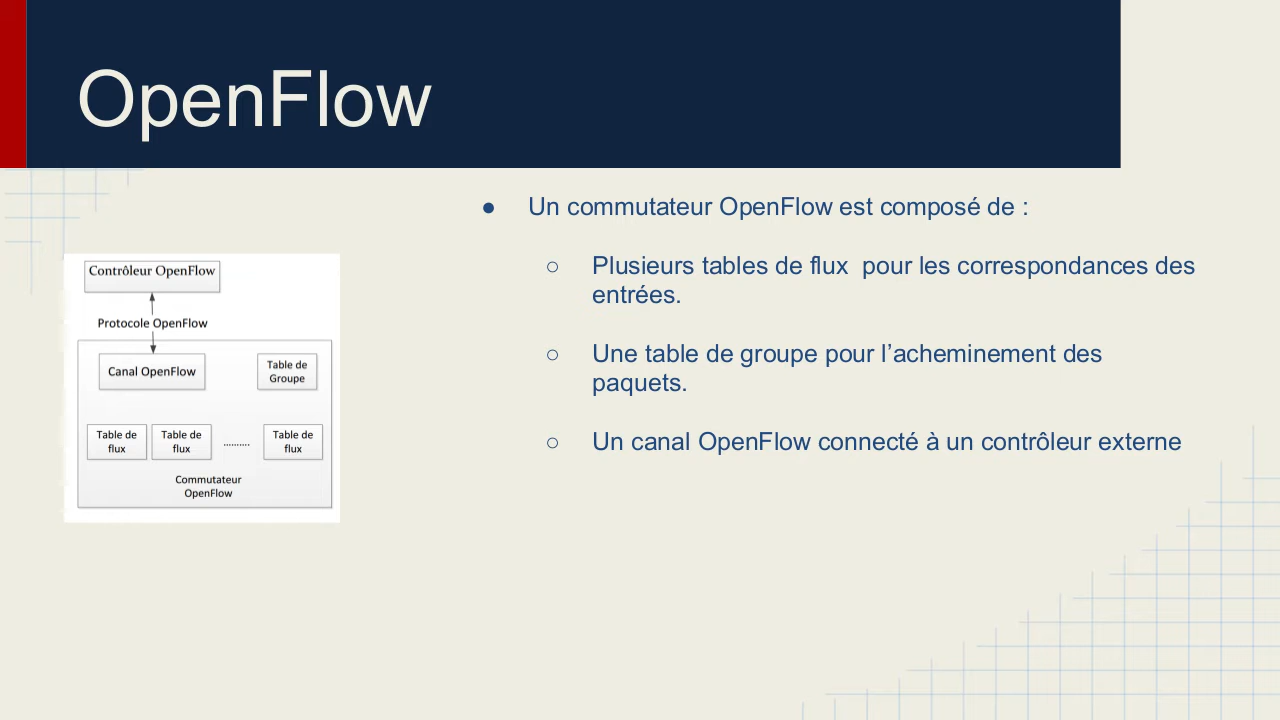 OpenFlow
● Un commutateur OpenFlow est composé de :
○ Plusieurs tables de flux  pour les correspondances des
entrées.
○ Une table de groupe pour l’acheminement des
paquets.
○ Un canal OpenFlow connecté à un contrôleur externe
Contrôleur OpenFlow
Protocole OpenFlow
Canal OpenFlow
Table de
Groupe
Table de
flux
Table de
flux
..........
Table de
flux
Commutateur
OpenFlow